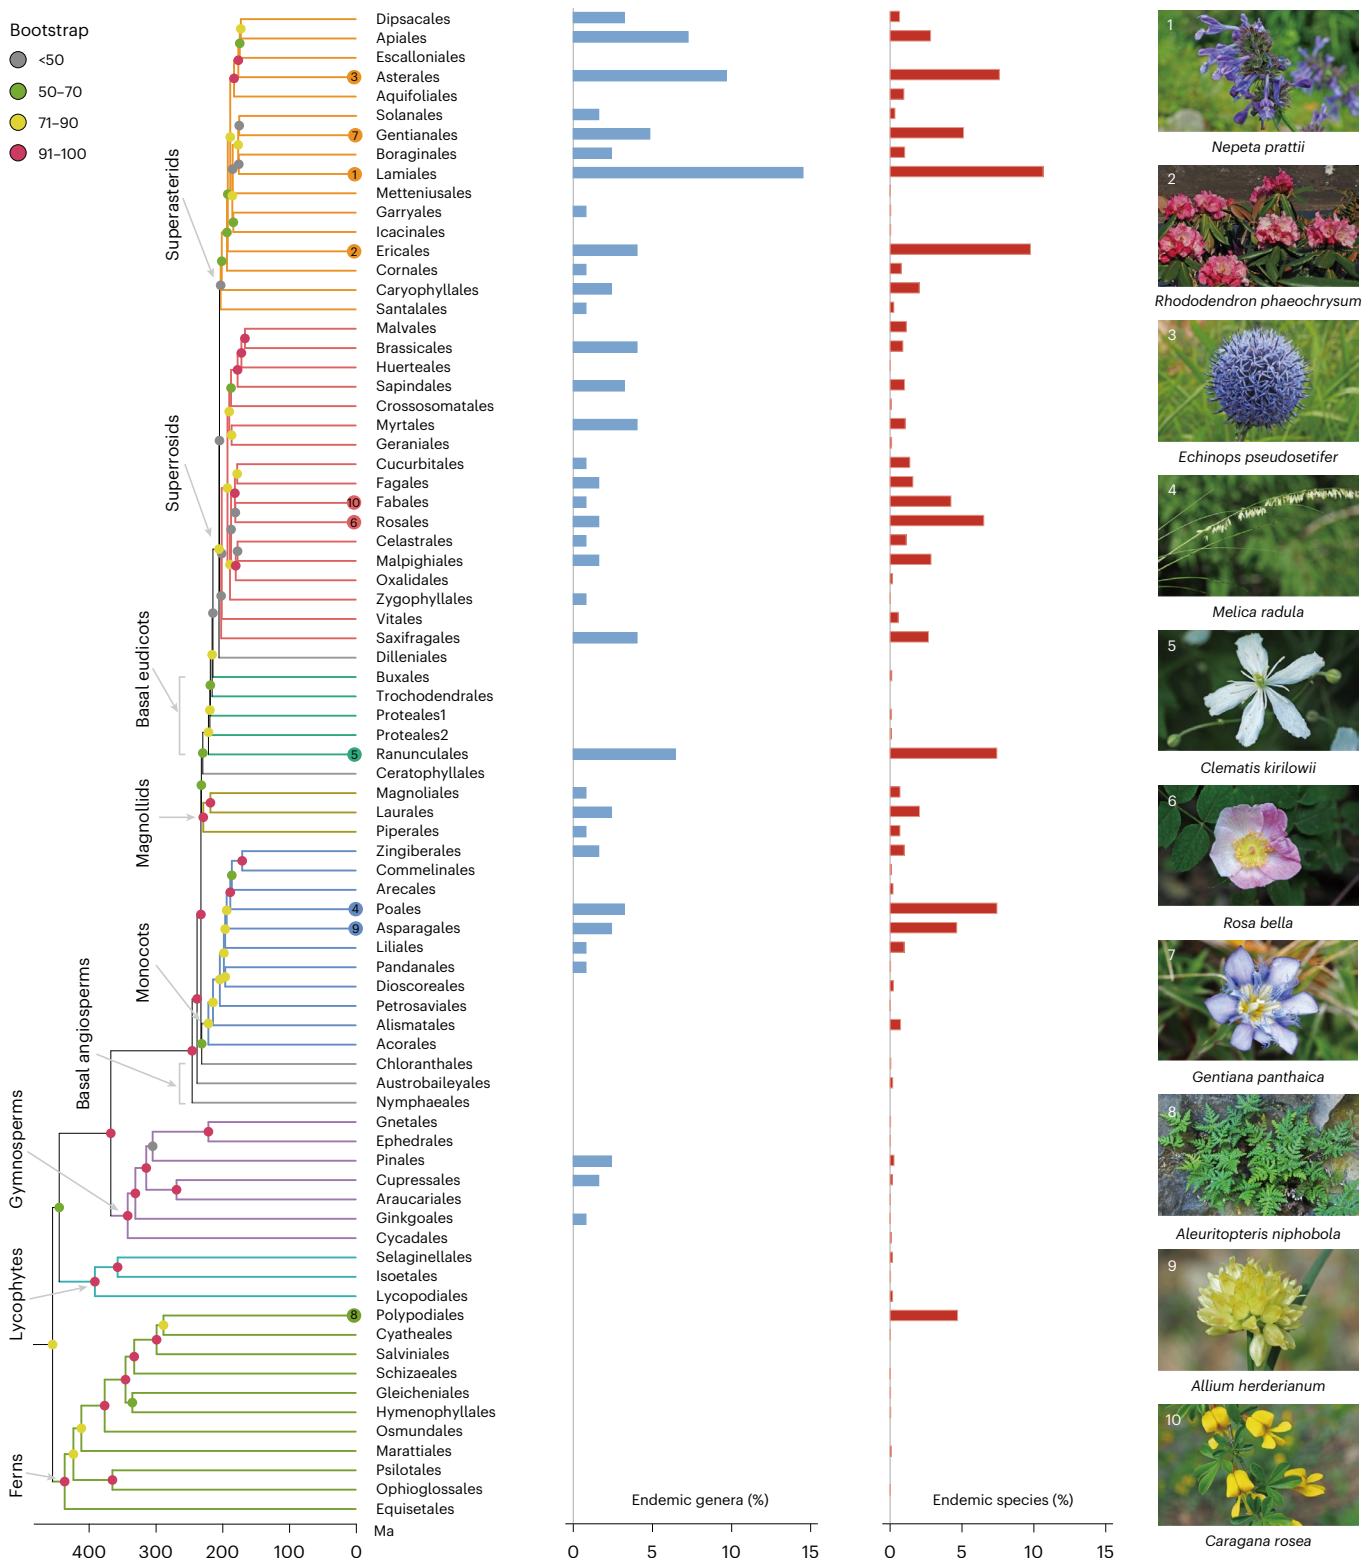 Bootstrap
<50
50–70
71–90
91–100
Superasterids
Superrosids
Basal eudicots
Magnollids
Monocots
Basal angiosperms
Gymnosperms
Lycophytes
Ferns
Dipsacales
Apiales
Escalloniales
3 Asterales
Aquifoliales
Solanales
7 Gentianales
Boraginales
1 Lamiales
Metteniusales
Garryales
Icacinales
2 Ericales
Cornales
Caryophyllales
Santalales
Malvales
Brassicales
Huerteales
Sapindales
Crossosomatales
Myrtales
Geraniales
Cucurbitales
Fagales
10 Fabales
6 Rosales
Celastrales
Malpighiales
Oxalidales
Zygophyllales
Vitales
Saxifragales
Dilleniales
Buxales
Trochodendrales
Proteales1
Proteales2
5 Ranunculales
Ceratophyllales
Magnoliales
Laurales
Piperales
Zingiberales
Commelinales
Arecales
4 Poales
9 Asparagales
Liliales
Pandanales
Dioscoreales
Petrosaviales
Alismatales
Acorales
Chloranthales
Austrobaileyales
Nymphaeales
Gnetales
Ephedrales
Pinales
Cupressales
Araucariales
Ginkgoales
Cycadales
Selaginellales
Isoetales
Lycopodiales
8 Polypodiales
Cyatheales
Salviniales
Schizaeales
Gleicheniales
Hymenophyllales
Osmundales
Marattiales
Psilotales
Ophioglossales
Equisetales
Ma
400 300 200 100 0
Endemic genera (%)
0 5 10 15
Endemic species (%)
0 5 10 15
1
Nepeta prattii
2
Rhododendron phaeochrysum
3
Echinops pseudosetifer
4
Melica radula
5
Clematis kirilowii
6
Rosa bella
7
Gentiana panthaica
8
Aleuritopteris niphobola
9
Allium herderianum
10
Caragana rosea